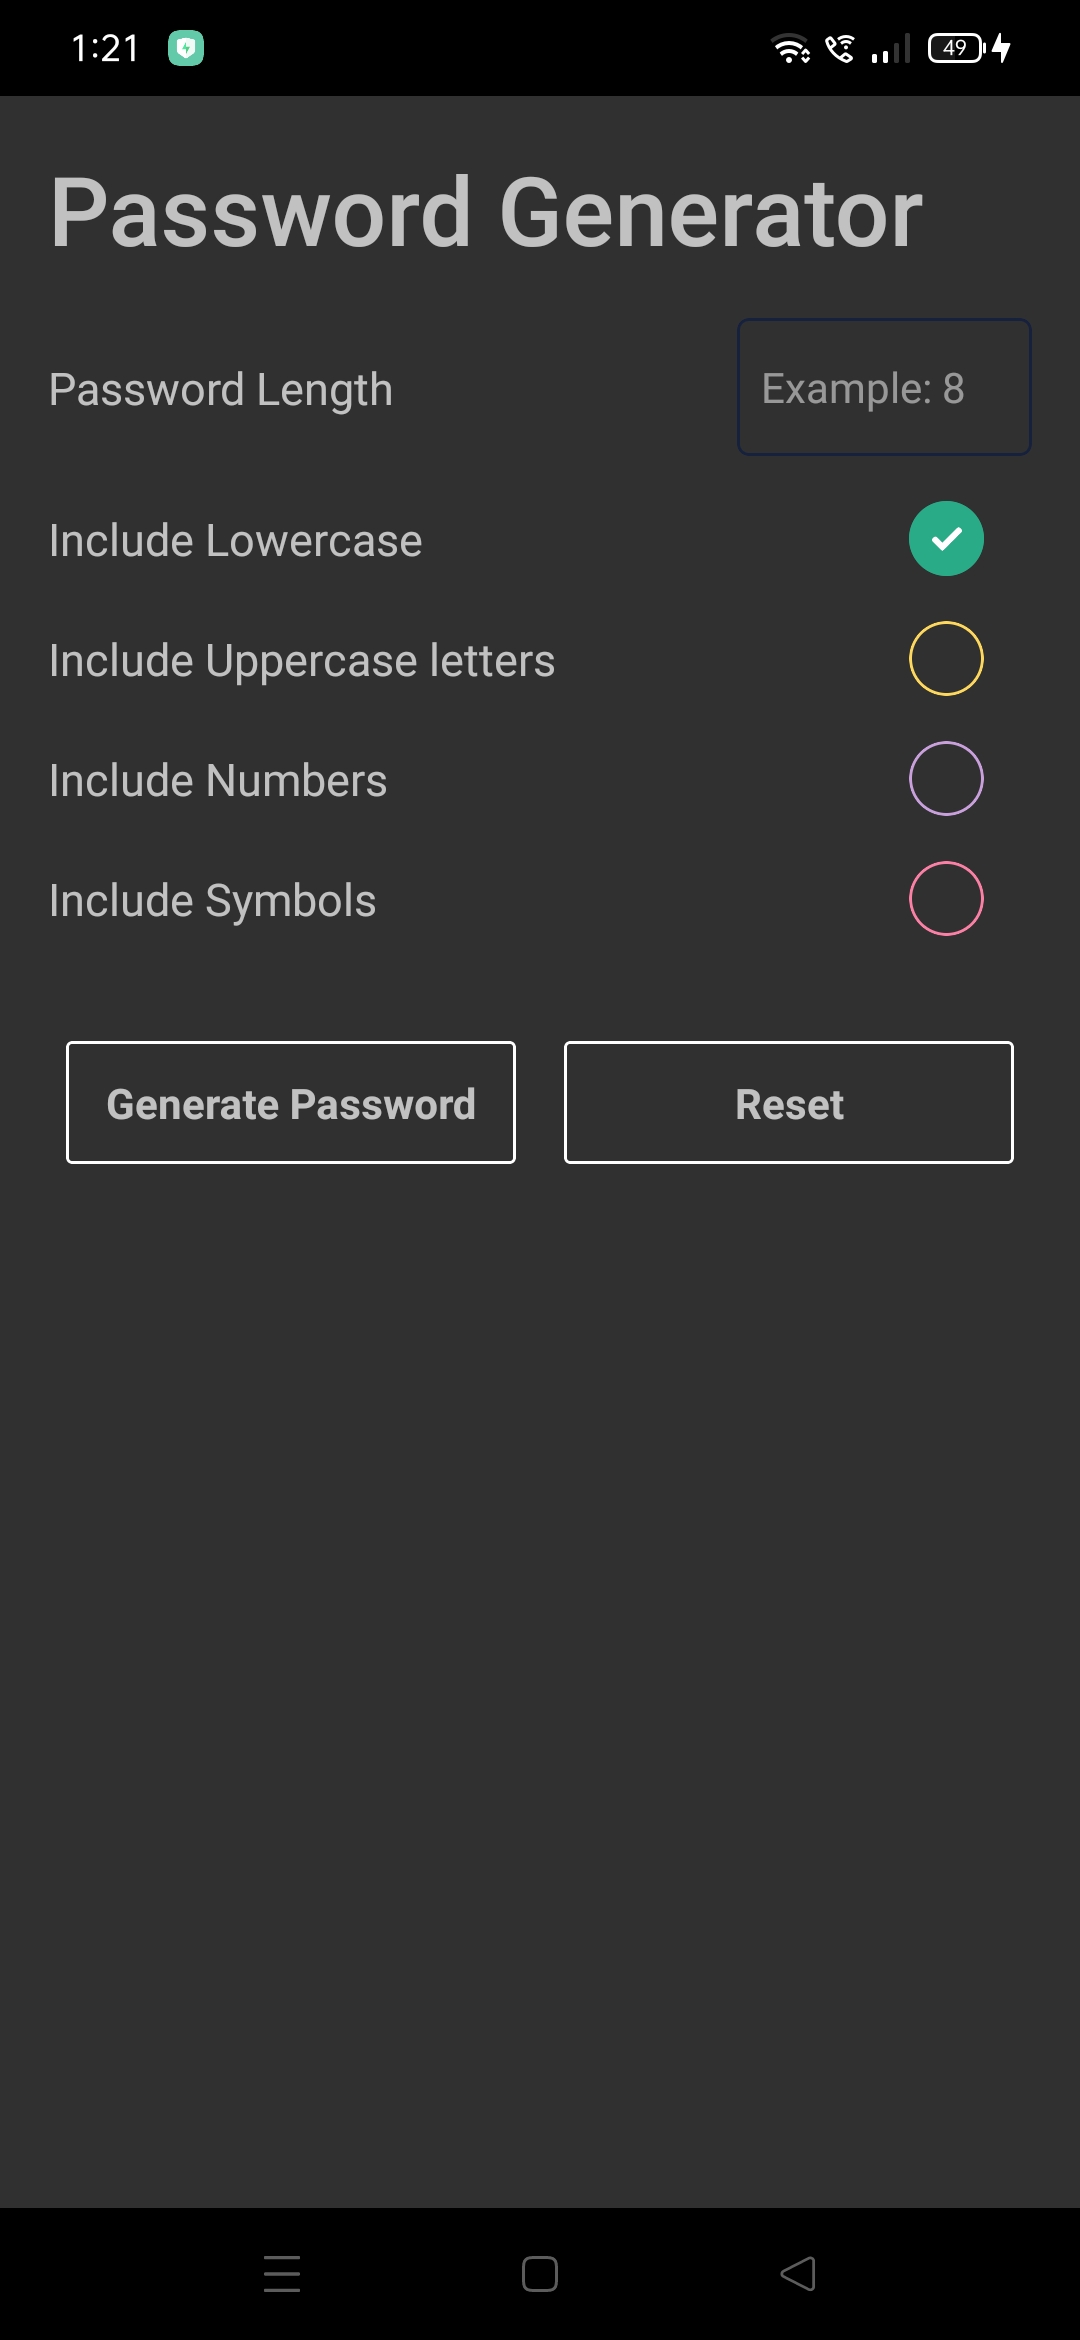 1:21
49
Password Generator
Password Length
Example: 8
Include Lowercase
Include Uppercase letters
Include Numbers
Include Symbols
Generate Password
Reset